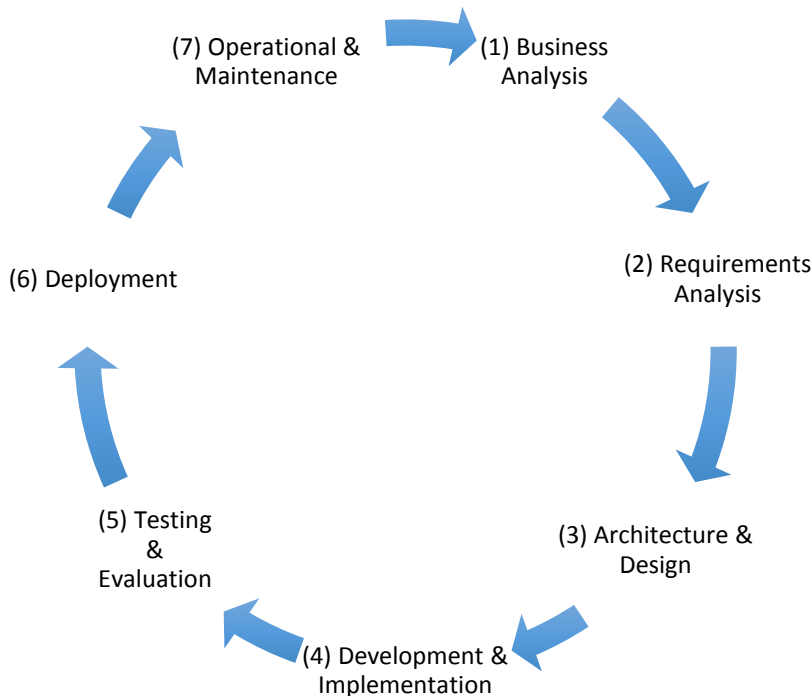 (1) Business
Analysis
(2) Requirements
Analysis
(3) Architecture &
Design
(4) Development &
Implementation
(5) Testing
&
Evaluation
(6) Deployment
(7) Operational &
Maintenance